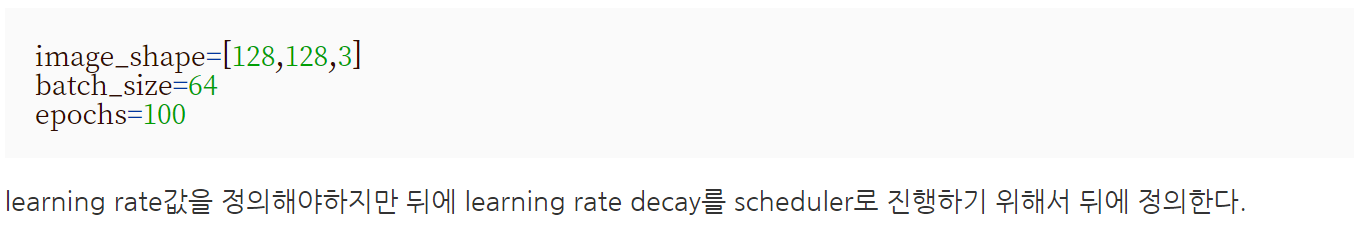 image_shape=[128,128,3]
batch_size=64
epochs=100
learning rate값을 정의해야하지만 뒤에 learning rate decay를 scheduler로 진행하기 위해서 뒤에 정의한다.